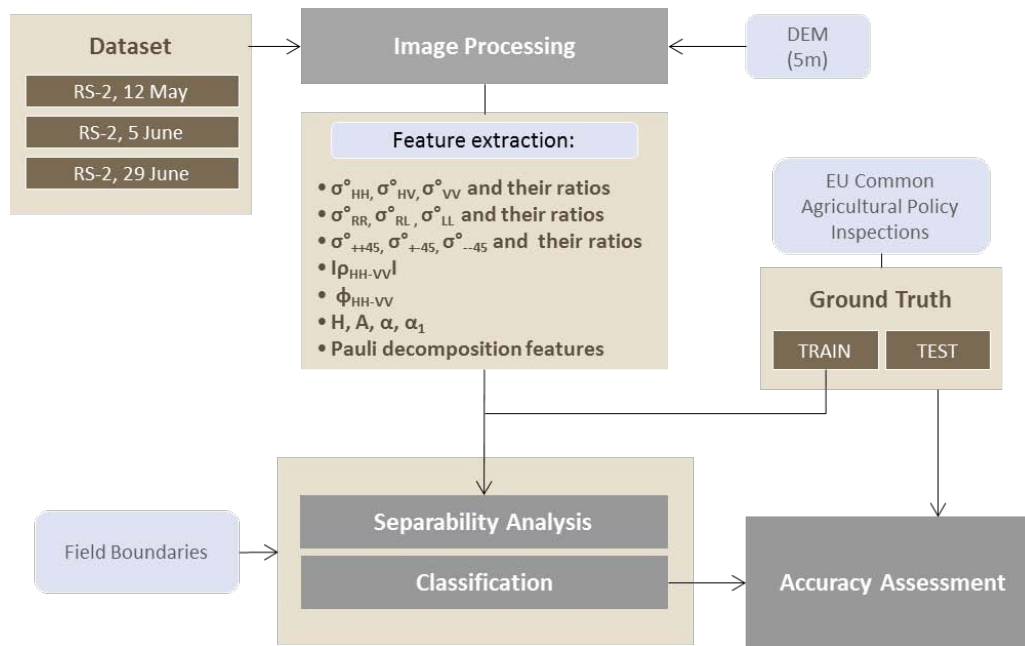 Dataset
RS-2, 12 May
RS-2, 5 June
RS-2, 29 June
Image Processing
DEM
(5m)
Feature extraction:
• σ°HH, σ°HV, σ°VV and their ratios
• σ°RR, σ°RL , σ°LL and their ratios
• σ°++45, σ°+-45, σ°--45 and their ratios
• |ρHH-VV|
• ϕHH-VV
• H, A, α, α1
• Pauli decomposition features
EU Common
Agricultural Policy
Inspections
Ground Truth
TRAIN
TEST
Field Boundaries
Separability Analysis
Classification
Accuracy Assessment